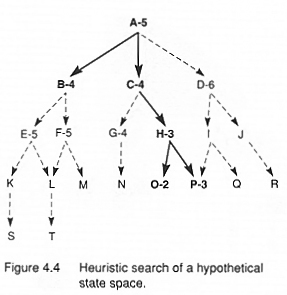 A-5
B-4 C-4 D-6
E-5 F-5 G-4 H-3 I J
K L M N O-2 P-3 Q R
S T
Figure 4.4 Heuristic search of a hypothetical
state space.